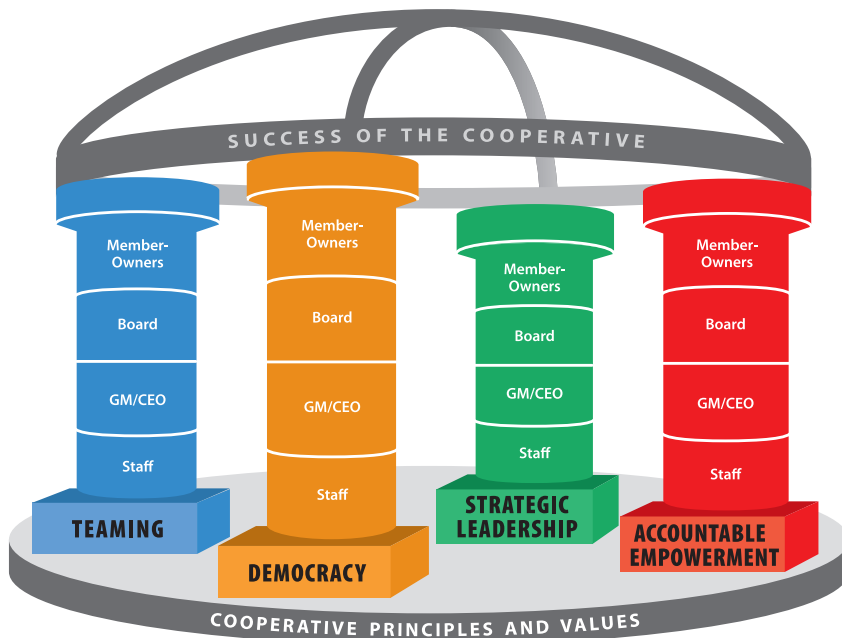 SUCCESS OF THE COOPERATIVE
Member-
Owners
Board
GM/CEO
Staff
TEAMING
Member-
Owners
Board
GM/CEO
Staff
DEMOCRACY
Member-
Owners
Board
GM/CEO
Staff
STRATEGIC
LEADERSHIP
Member-
Owners
Board
GM/CEO
Staff
ACCOUNTABLE
EMPOWERMENT
COOPERATIVE PRINCIPLES AND VALUES